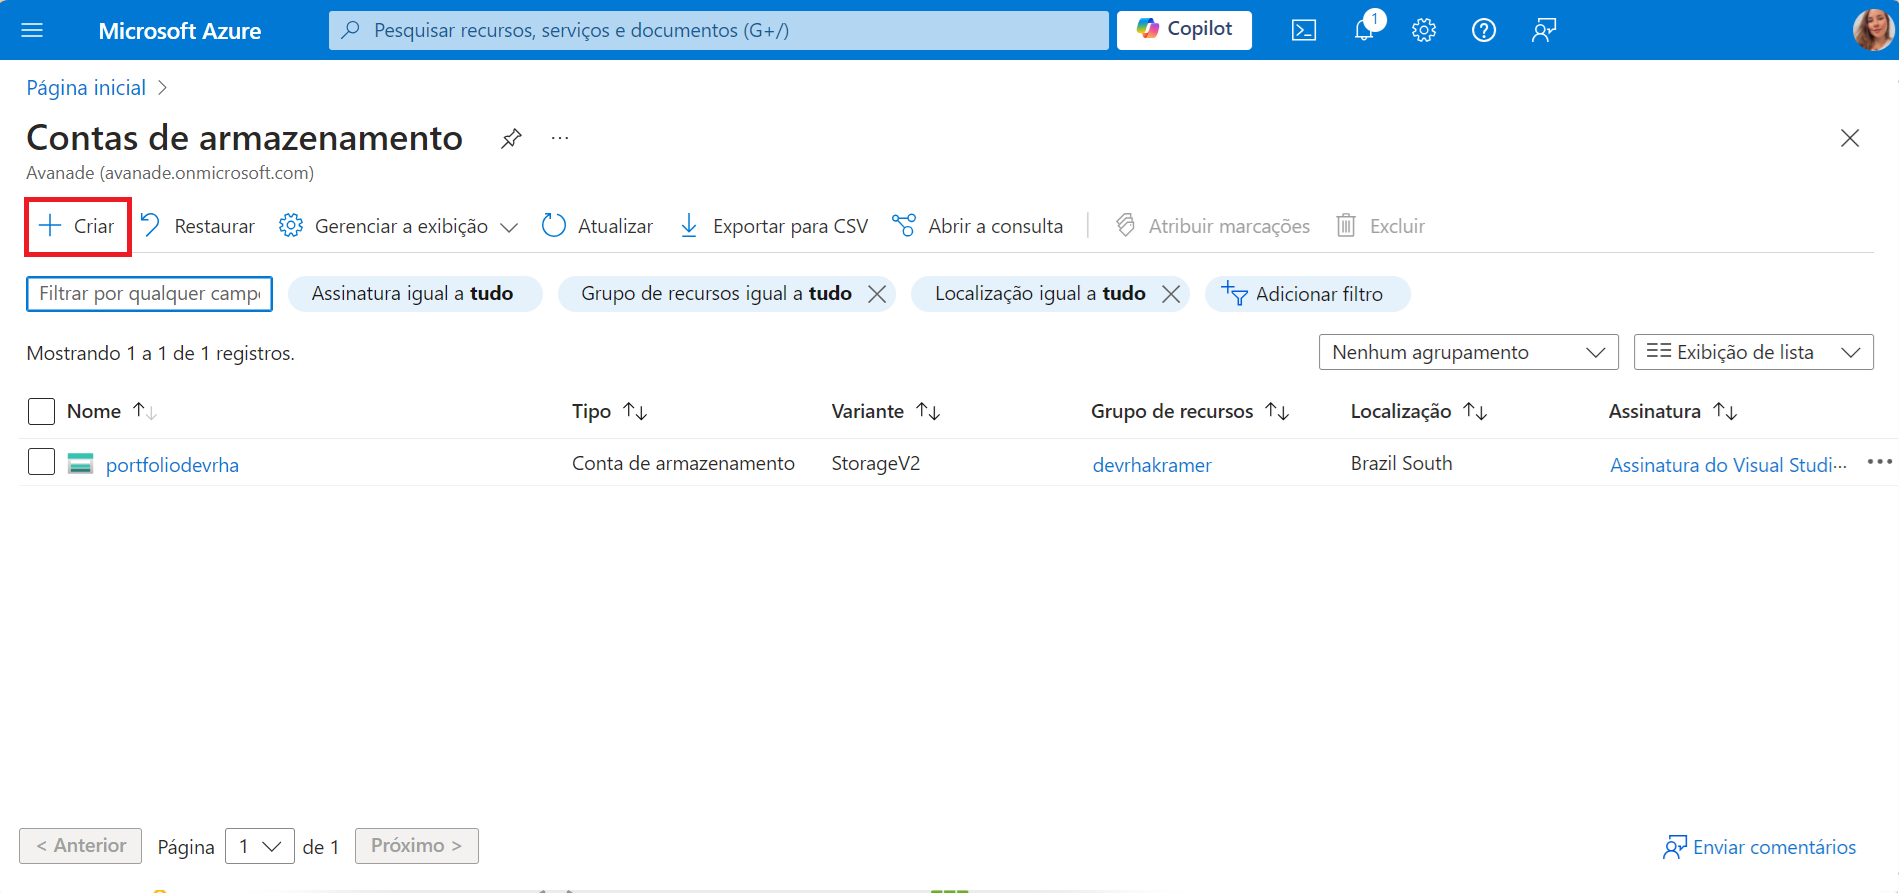 Microsoft Azure
Pesquisar recursos, serviços e documentos (G+/)
Copilot
1
Página inicial
Contas de armazenamento
Avanade (avanade.onmicrosoft.com)
Criar Restaurar Gerenciar a exibição Atualizar Exportar para CSV Abrir a consulta Atribuir marcações Excluir
Filtrar por qualquer camp
Assinatura igual a tudo
Grupo de recursos igual a tudo
Localização igual a tudo
Adicionar filtro
Mostrando 1 a 1 de 1 registros.
Nenhum agrupamento
Exibição de lista
Nome Tipo Variante Grupo de recursos Localização Assinatura
portfoliodevrha Conta de armazenamento StorageV2 devrhakramer Brazil South Assinatura do Visual Studi···
< Anterior Página 1 de 1 Próximo >
Enviar comentários